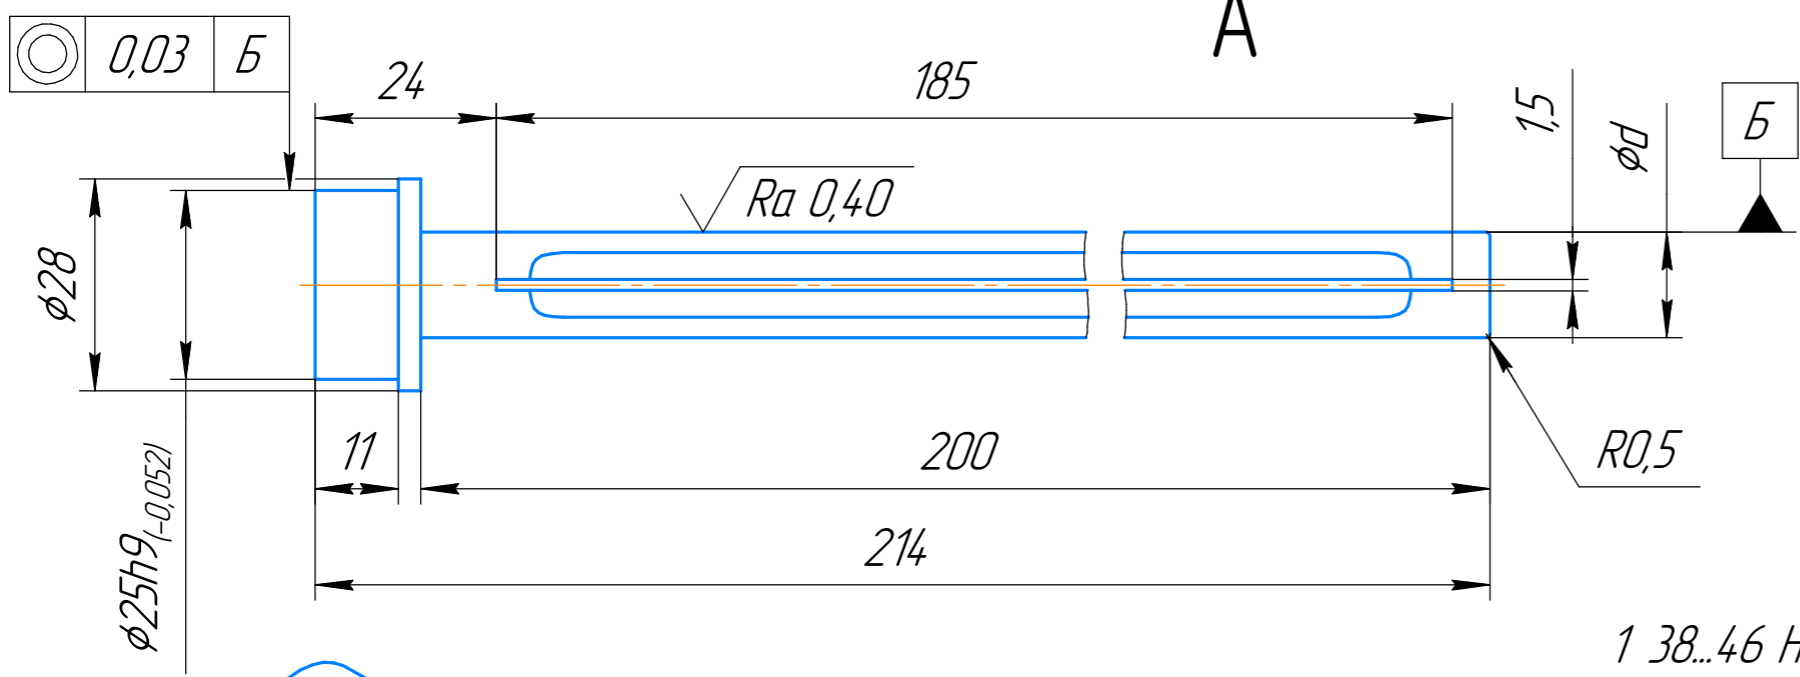 А
0,03 Б
24
185
1,5
φd
Б
Ra 0,40
φ28
11
200
R0,5
φ25h9(-0,052)
214
1 38...46 H